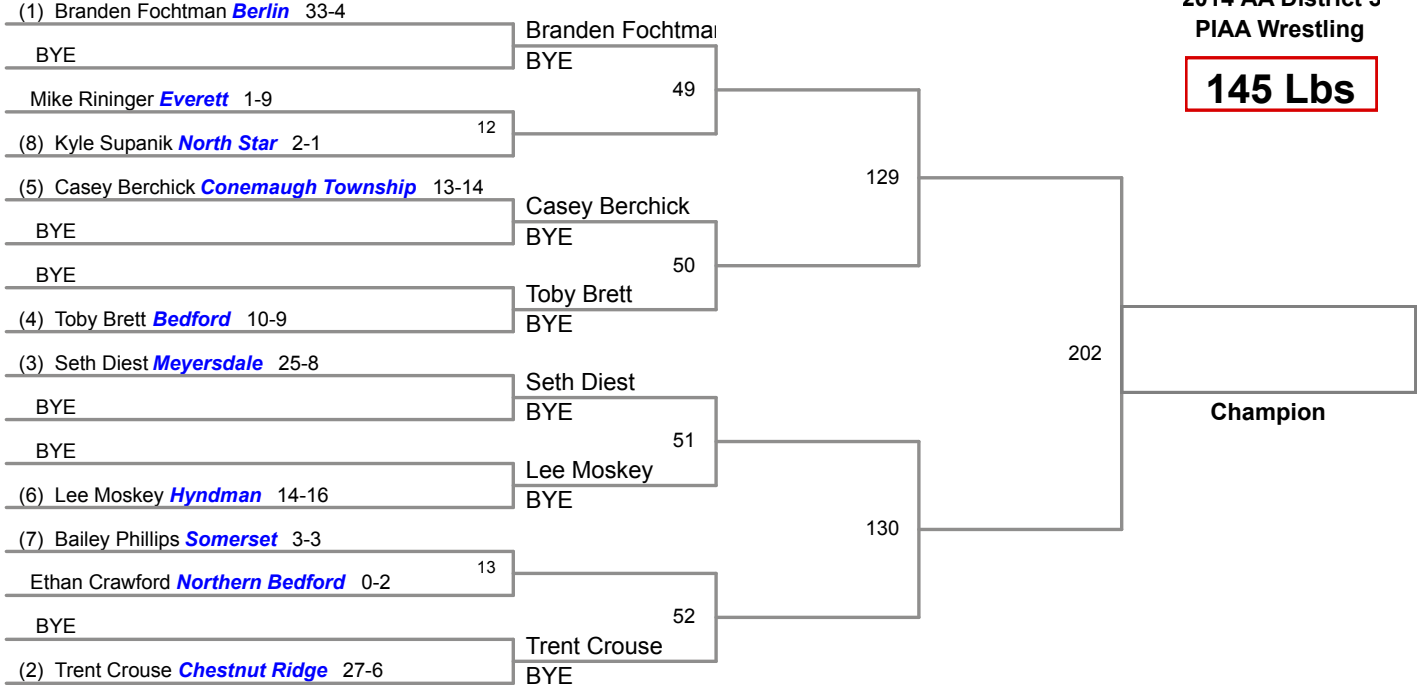 (1) Branden Fochtman Berlin 33-4
BYE
Mike Rininger Everett 1-9
(8) Kyle Supanik North Star 2-1
(5) Casey Berchick Conemaugh Township 13-14
BYE
BYE
(4) Toby Brett Bedford 10-9
(3) Seth Diest Meyersdale 25-8
BYE
BYE
(6) Lee Moskey Hyndman 14-16
(7) Bailey Phillips Somerset 3-3
Ethan Crawford Northern Bedford 0-2
BYE
(2) Trent Crouse Chestnut Ridge 27-6
12
13
Branden Fochtma
BYE
Casey Berchick
BYE
Toby Brett
BYE
Seth Diest
BYE
Lee Moskey
BYE
Trent Crouse
BYE
49
50
51
52
129
130
202
Champion
2014 AA District 5
PIAA Wrestling
145 Lbs